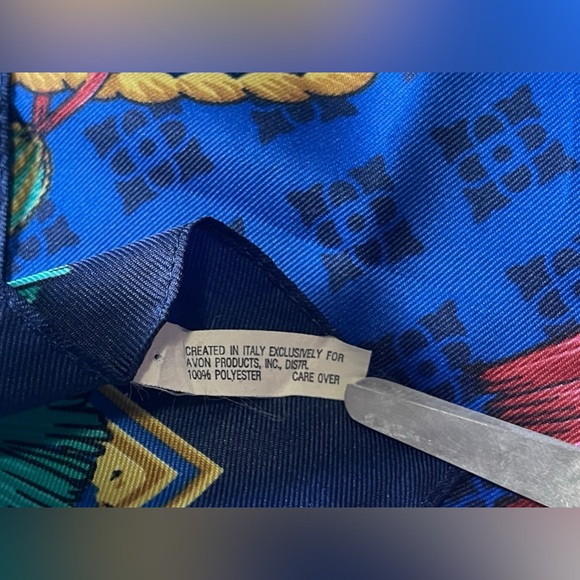 CREATED IN ITALY EXCLUSIVELY FOR
AVON PRODUCTS, INC., DISTR.
100% POLYESTER CARE OVER